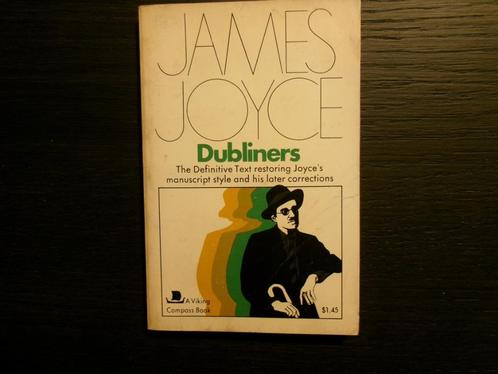 JAMES
JOYCE
Dubliners
The Definitive Text restoring Joyce's
manuscript style and his later corrections
A Viking
Compass Book
$1.45